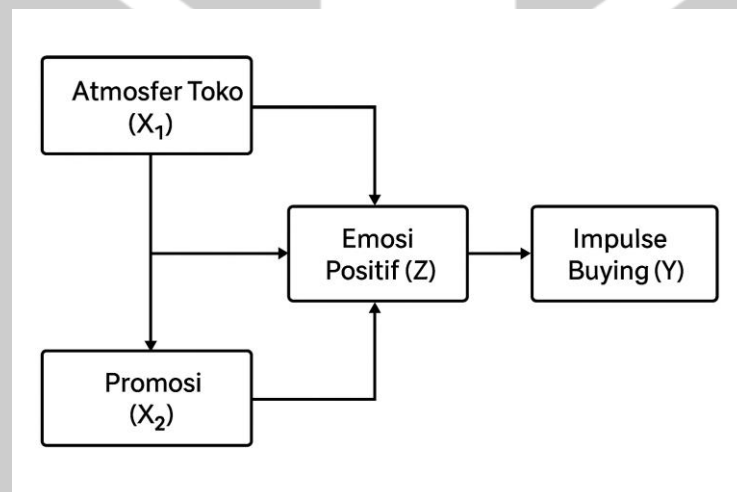 Atmosfer Toko
(X₁)
Emosi
Positif (Z)
Impulse
Buying (Y)
Promosi
(X₂)